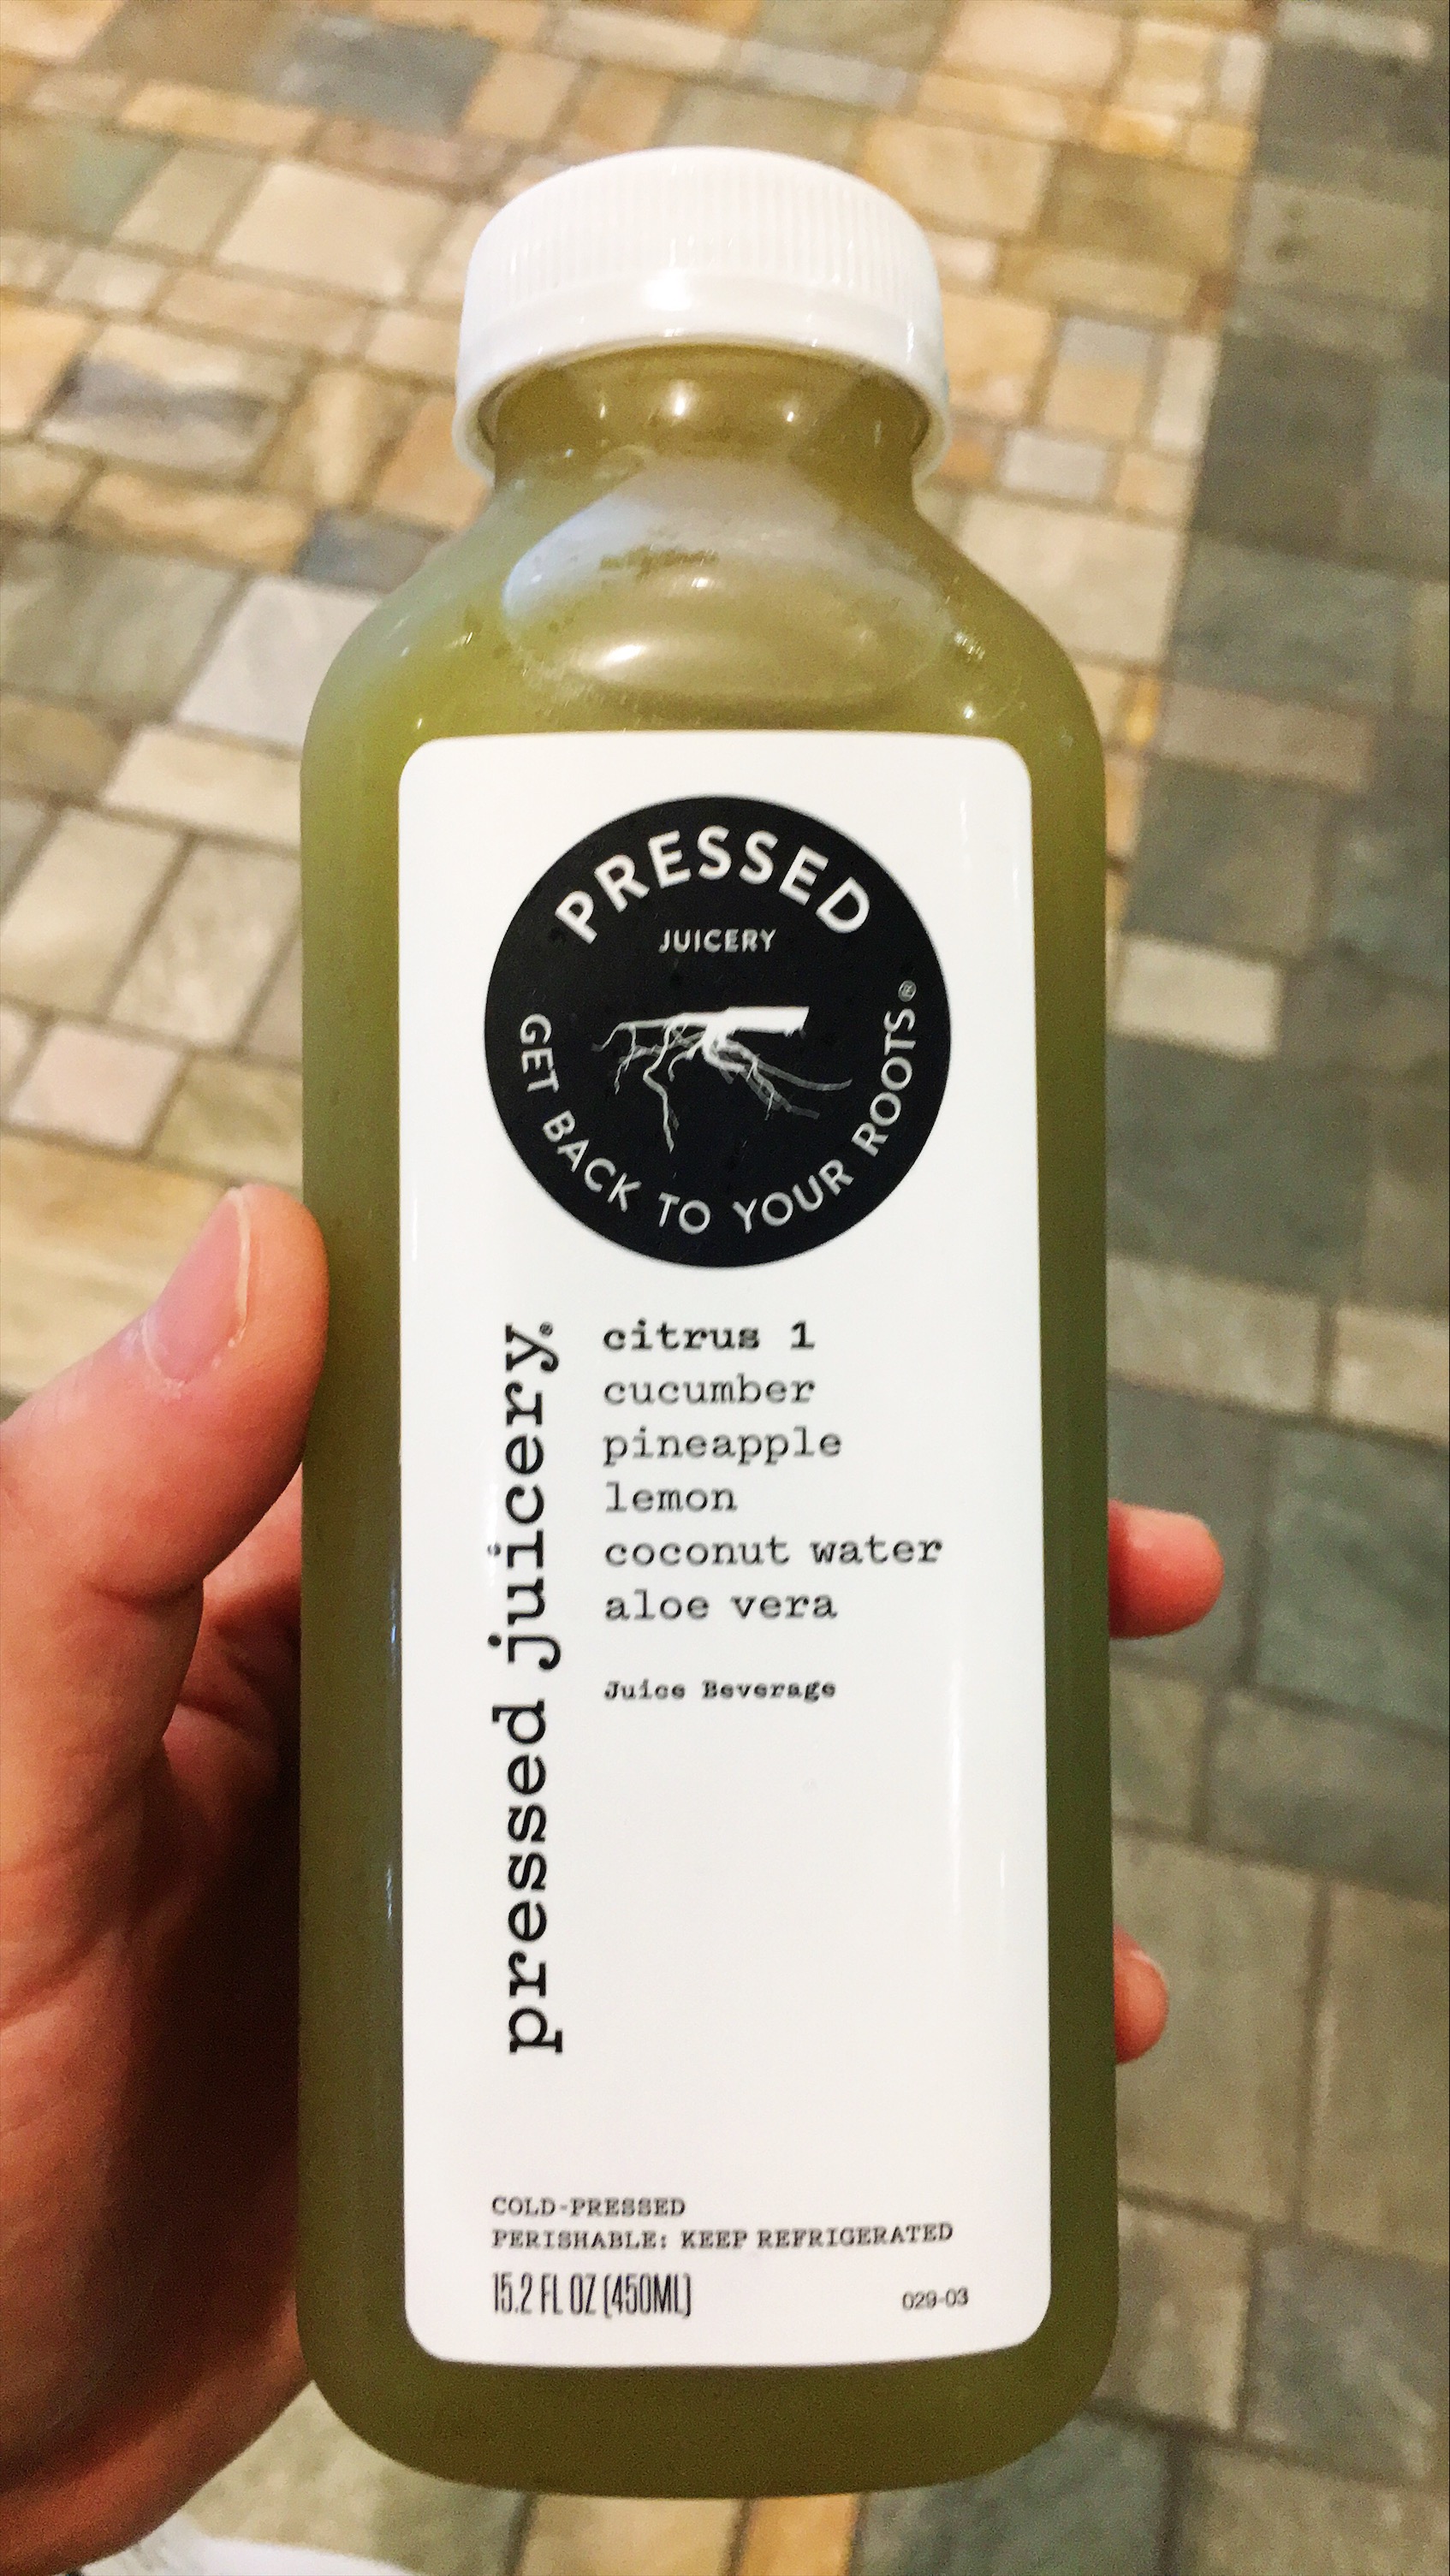 PRESSED
JUICERY
GET BACK TO YOUR ROOTS®
pressed juicery®
citrus 1
cucumber
pineapple
lemon
coconut water
aloe vera
Juice Beverage
COLD-PRESSED
PERISHABLE: KEEP REFRIGERATED
15.2 FL OZ (450ML)
029-03